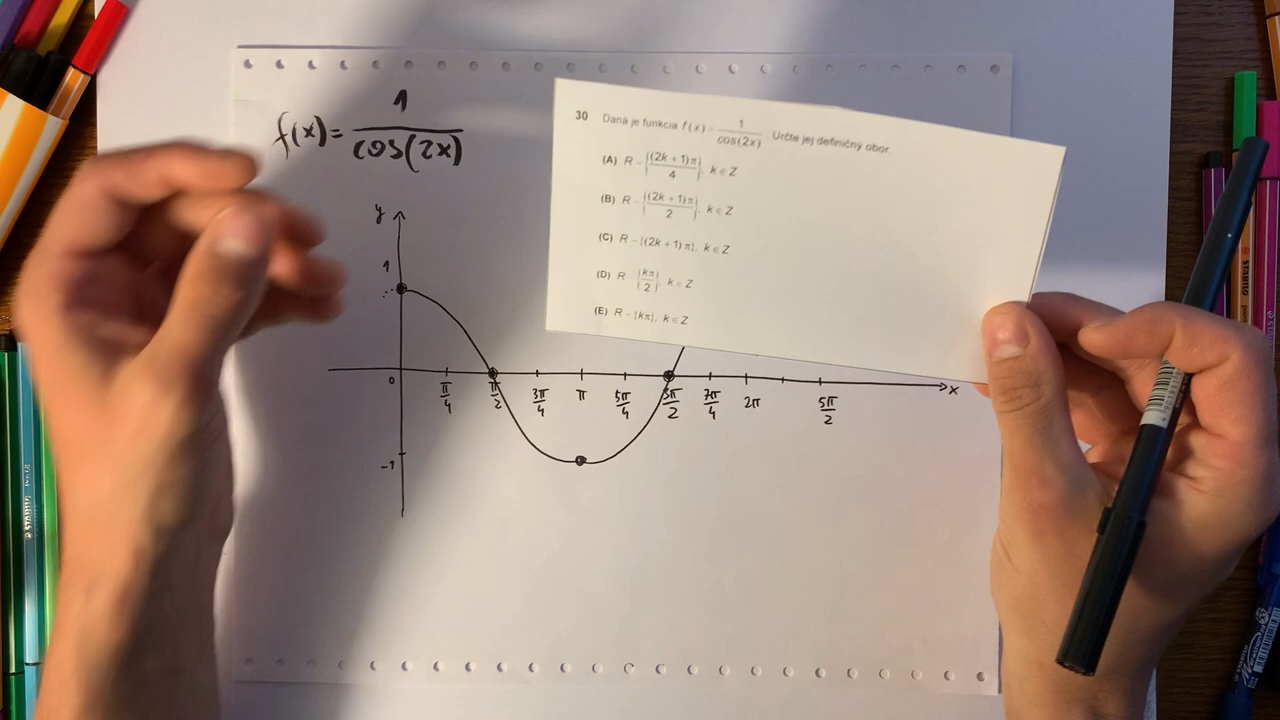 f(x)=1/cos(2x)
30 Daná je funkcia f(x) = 1/cos(2x). Určte jej definičný obor.
(A) R - {(2k + 1)π/4}, k ∈ Z
(B) R - {(2k + 1)π/2}, k ∈ Z
(C) R - {(2k + 1)π}, k ∈ Z
(D) R - {kπ/2}, k ∈ Z
(E) R - {kπ}, k ∈ Z
y
1
0 π/4 π/2 3π/4 π 5π/4 3π/2 7π/4 2π 5π/2 x
-1
STABILO
STABILO